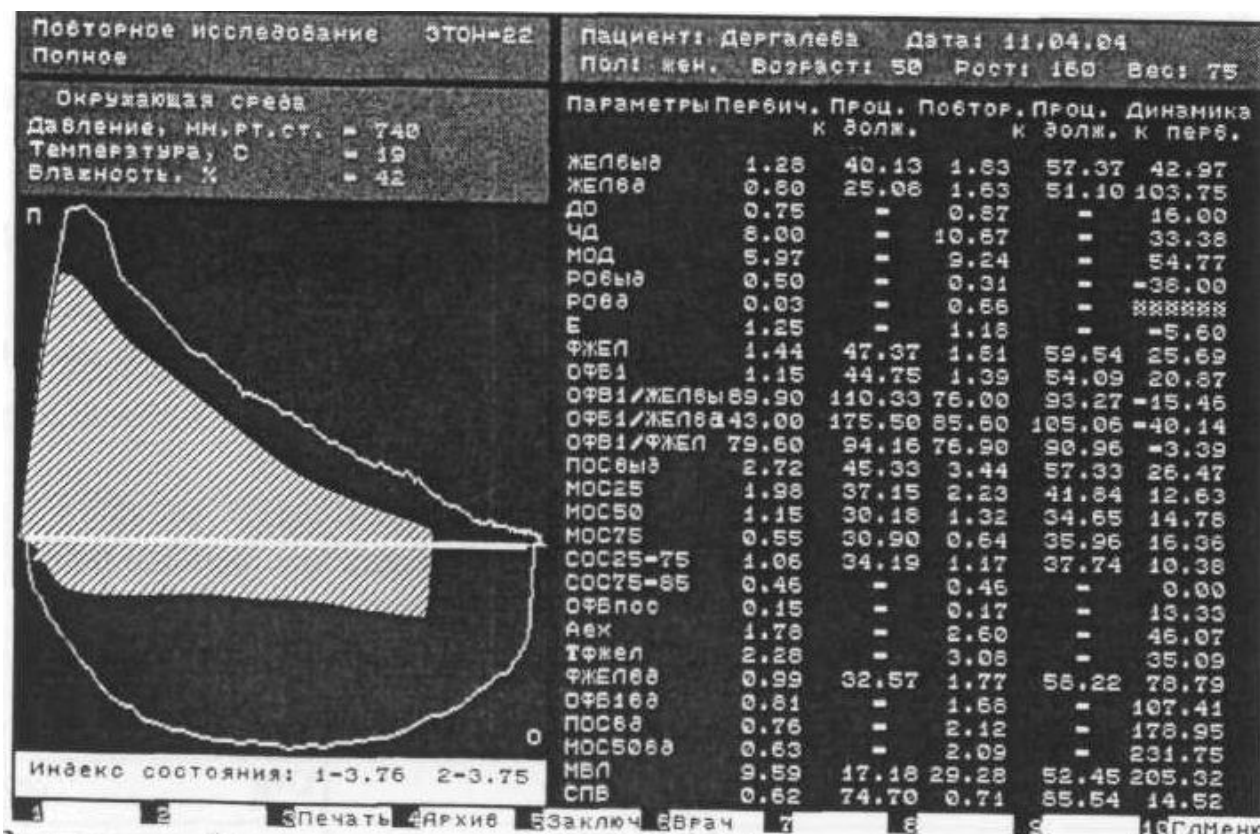 Повторное исследование ЭТОН-22
Полное
Окружающая среда
Давление, мм.рт.ст. = 740
Температура, С = 19
Влажность, % = 42
П
О
Индекс состояния: 1-3.76 2-3.75
Пациент: Дергалева Дата: 11.04.04
Пол: жен. Возраст: 50 Рост: 160 Вес: 75
Параметры Первич. Проц. Повтор. Проц. Динамика
к долж. к долж. к перв.
ЖЕЛвыд 1.28 40.13 1.83 57.37 42.97
ЖЕЛвд 0.80 25.08 1.63 51.10 103.75
ДО 0.75 - 0.87 - 16.00
ЧД 8.00 - 10.67 - 33.38
МОД 5.97 - 9.24 - 54.77
РОвыд 0.50 - 0.31 - -38.00
РОвд 0.03 - 0.66 - ******
Е 1.25 - 1.18 - -5.60
ФЖЕЛ 1.44 47.37 1.81 59.54 25.69
ОФВ1 1.15 44.75 1.39 54.09 20.87
ОФВ1/ЖЕЛвы 89.90 110.33 76.00 93.27 -15.46
ОФВ1/ЖЕЛвд 43.00 175.50 85.60 105.06 -40.14
ОФВ1/ФЖЕЛ 79.60 94.16 76.90 90.96 -3.39
ПОСвыд 2.72 45.33 3.44 57.33 26.47
МОС25 1.98 37.15 2.23 41.84 12.63
МОС50 1.15 30.18 1.32 34.65 14.78
МОС75 0.55 30.90 0.64 35.96 16.36
СОС25-75 1.06 34.19 1.17 37.74 10.38
СОС75-85 0.46 - 0.46 - 0.00
ОФВпос 0.15 - 0.17 - 13.33
Aex 1.78 - 2.60 - 46.07
Тфжел 2.28 - 3.08 - 35.09
ФЖЕЛвд 0.99 32.57 1.77 58.22 78.79
ОФВ1вд 0.81 - 1.68 - 107.41
ПОСвд 0.76 - 2.12 - 178.95
МОС50вд 0.63 - 2.09 - 231.75
МВЛ 9.59 17.18 29.28 52.45 205.32
СПВ 0.62 74.70 0.71 85.54 14.52
1 2 3Печать 4Архив 5Заключ 6Врач 7 8 9 10ГлМеню